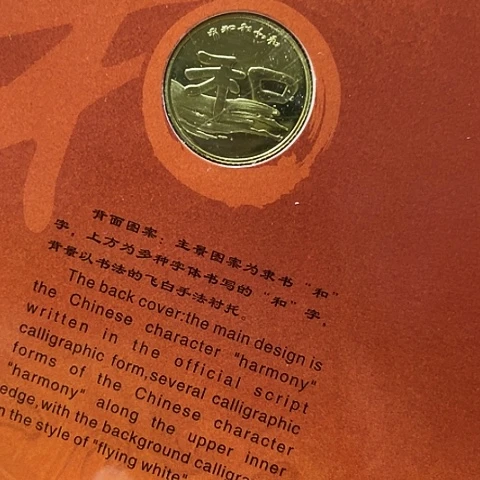 和
背面图案：主景图案为隶书“和”
字，上方为多种字体书写的“和”字，
背景以书法的飞白手法衬托。
The back cover:the main design is
the Chinese character "harmony"
written in the official script
calligraphic form,several calligraphic
forms of the Chinese character
"harmony" along the upper inner
edge,with the background calligra
the style of "flying white"